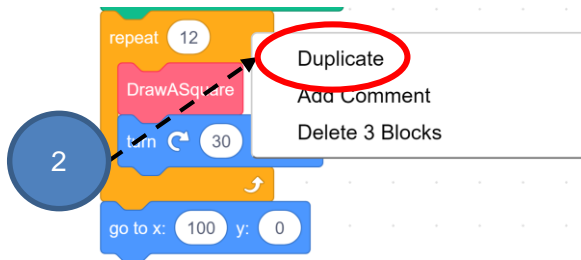 repeat 12
Duplicate
DrawASquare
Add Comment
turn 30
Delete 3 Blocks
2
go to x: 100 y: 0